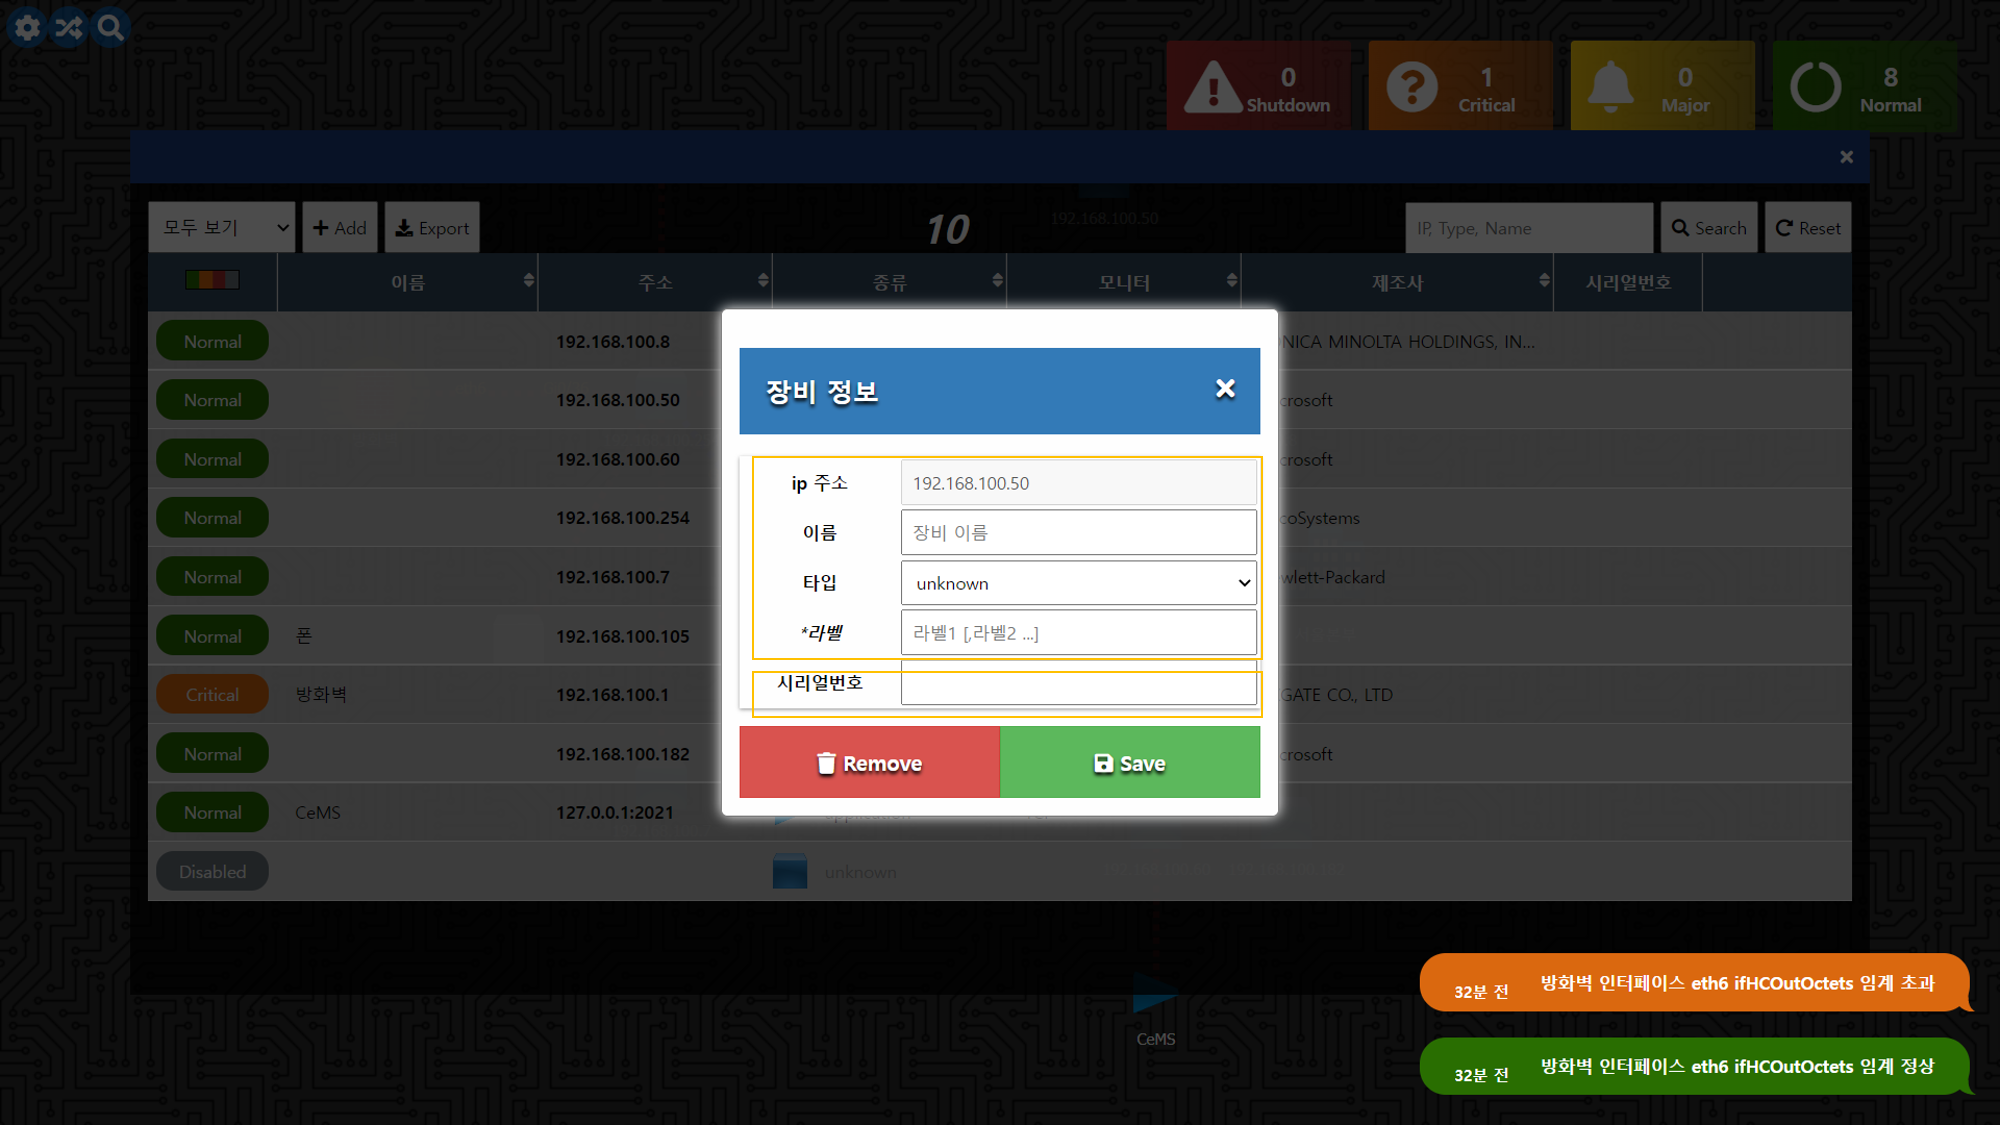 0
Shutdown
1
Critical
0
Major
8
Normal
모두 보기
Add
Export
10
192.168.100.50
IP, Type, Name
Search
Reset
이름
주소
종류
모니터
제조사
시리얼번호
Normal
192.168.100.8
NICA MINOLTA HOLDINGS, IN...
Normal
192.168.100.50
crosoft
Normal
192.168.100.60
crosoft
Normal
192.168.100.254
coSystems
Normal
192.168.100.7
wlett-Packard
Normal
폰
192.168.100.105
Critical
방화벽
192.168.100.1
GATE CO., LTD
Normal
192.168.100.182
crosoft
Normal
CeMS
127.0.0.1:2021
application
Disabled
unknown
장비 정보
ip 주소
192.168.100.50
이름
장비 이름
타입
unknown
*라벨
라벨1 [,라벨2 ...]
시리얼번호
Remove
Save
CeMS
32분 전
방화벽 인터페이스 eth6 ifHCOutOctets 임계 초과
32분 전
방화벽 인터페이스 eth6 ifHCOutOctets 임계 정상